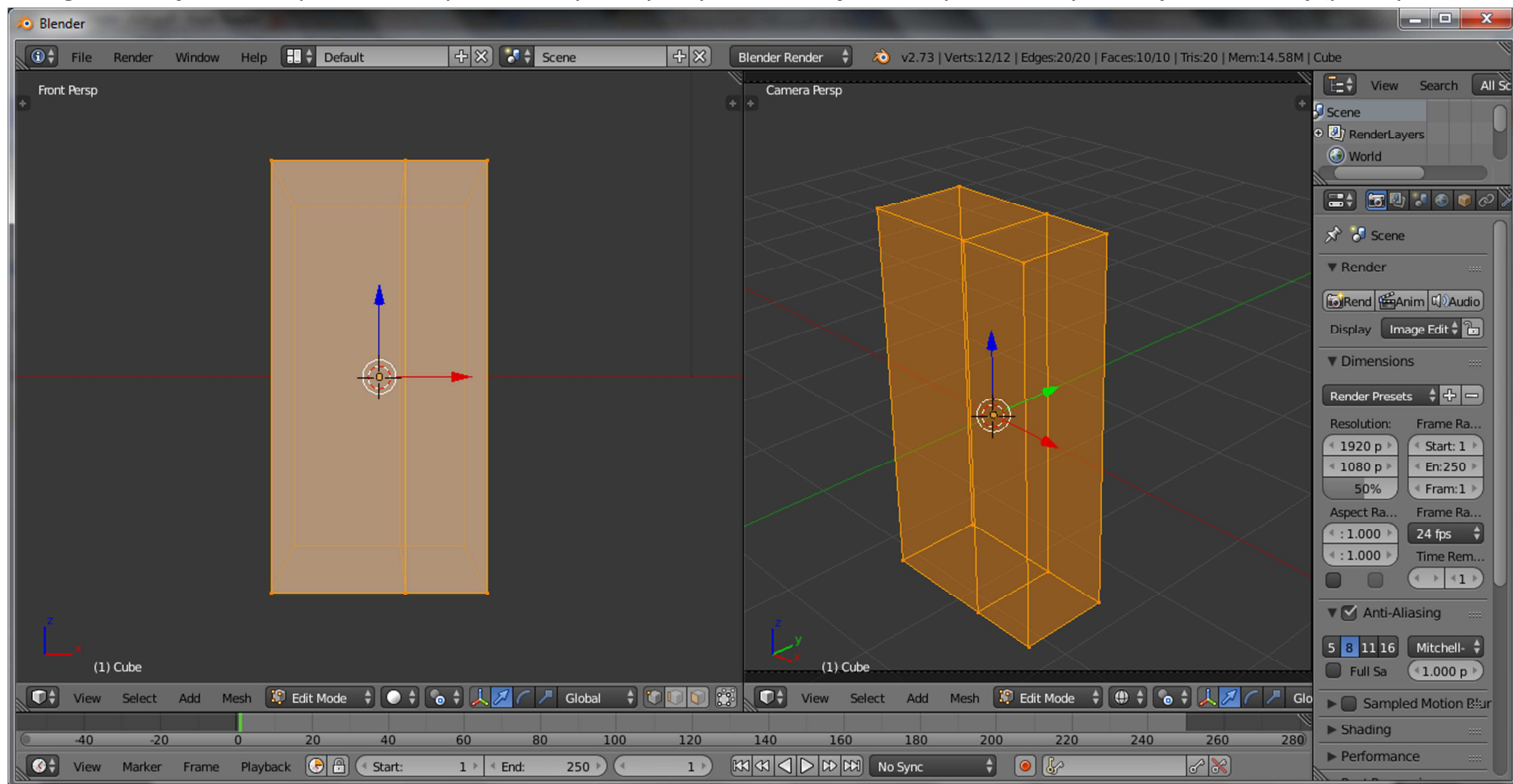 Blender
File Render Window Help Default Scene Blender Render v2.73 | Verts:12/12 | Edges:20/20 | Faces:10/10 | Tris:20 | Mem:14.58M | Cube
Front Persp
Camera Persp
View Search All Sc
Scene
RenderLayers
World
Scene
Render
Rend Anim Audio
Display Image Edit
Dimensions
Render Presets
Resolution: Frame Ra...
1920 p Start: 1
1080 p En:250
50% Fram:1
Aspect Ra... Frame Ra...
: 1.000 24 fps
: 1.000 Time Rem...
1
Anti-Aliasing
5 8 11 16 Mitchell-
Full Sa 1.000 p
Sampled Motion Blur
Shading
Performance
z
x
(1) Cube
z
y
x
(1) Cube
View Select Add Mesh Edit Mode Global
View Select Add Mesh Edit Mode Glo
-40 -20 0 20 40 60 80 100 120 140 160 180 200 220 240 260 280
View Marker Frame Playback Start: 1 End: 250 1 No Sync